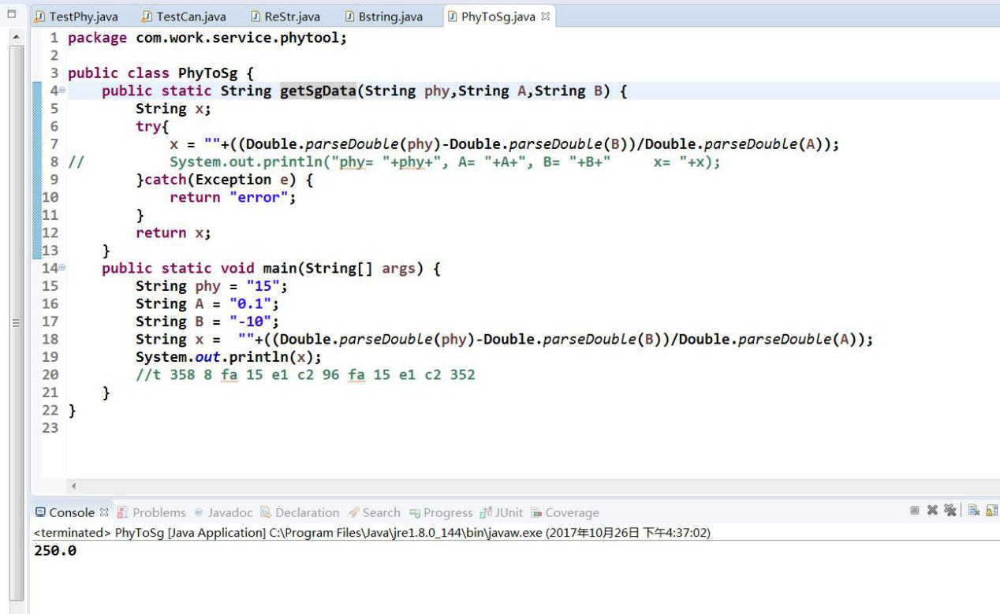 TestPhy.java TestCan.java ReStr.java Bstring.java PhyToSg.java
1 package com.work.service.phytool;
2
3 public class PhyToSg {
4 public static String getSgData(String phy,String A,String B) {
5 String x;
6 try{
7 x = ""+((Double.parseDouble(phy)-Double.parseDouble(B))/Double.parseDouble(A));
8 // System.out.println("phy= "+phy+", A= "+A+", B= "+B+" x= "+x);
9 }catch(Exception e) {
10 return "error";
11 }
12 return x;
13 }
14 public static void main(String[] args) {
15 String phy = "15";
16 String A = "0.1";
17 String B = "-10";
18 String x = ""+((Double.parseDouble(phy)-Double.parseDouble(B))/Double.parseDouble(A));
19 System.out.println(x);
20 //t 358 8 fa 15 e1 c2 96 fa 15 e1 c2 352
21 }
22 }
23
Console Problems Javadoc Declaration Search Progress JUnit Coverage
<terminated> PhyToSg [Java Application] C:\Program Files\Java\jre1.8.0_144\bin\javaw.exe (2017年10月26日 下午4:37:02)
250.0